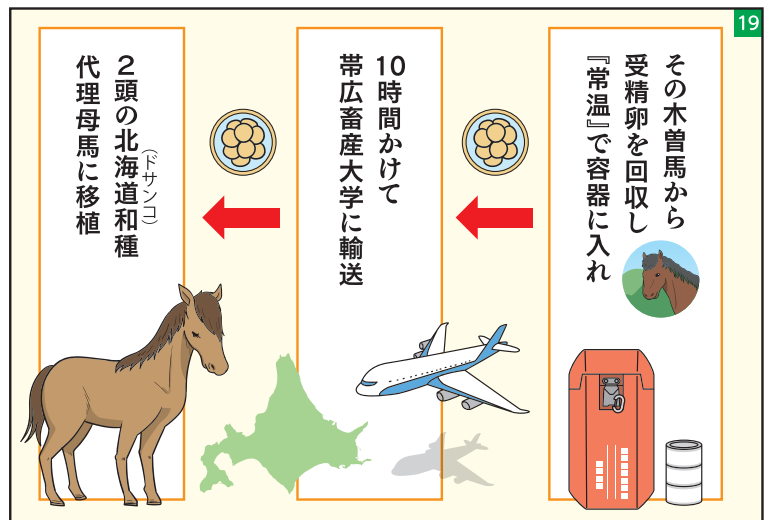 19
その木曽馬から
受精卵を回収し
『常温』で容器に入れ
10時間かけて
帯広畜産大学に輸送
2頭の北海道和種
(ドサンコ)
代理母馬に移植